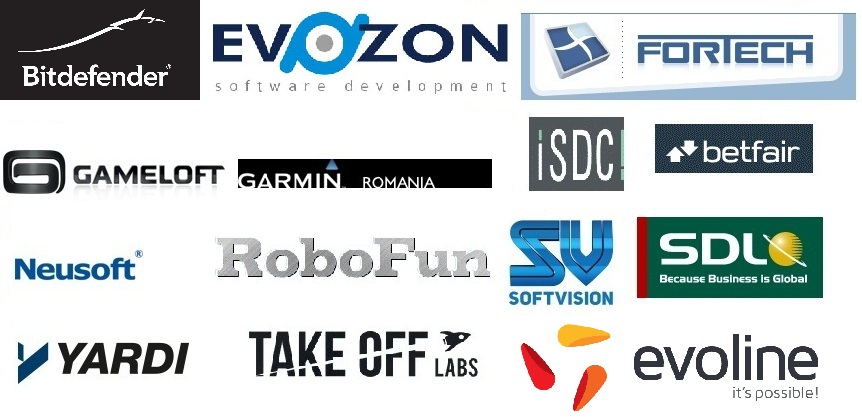 Bitdefender®
EVOZON
software development
FORTECH
GAMELOFT
GARMIN™ ROMANIA
iSDC!
betfair
Neusoft®
RoboFun
SV
SOFTVISION
SDL
Because Business is Global
YARDI
TAKE OFF
LABS
evoline
it's possible!